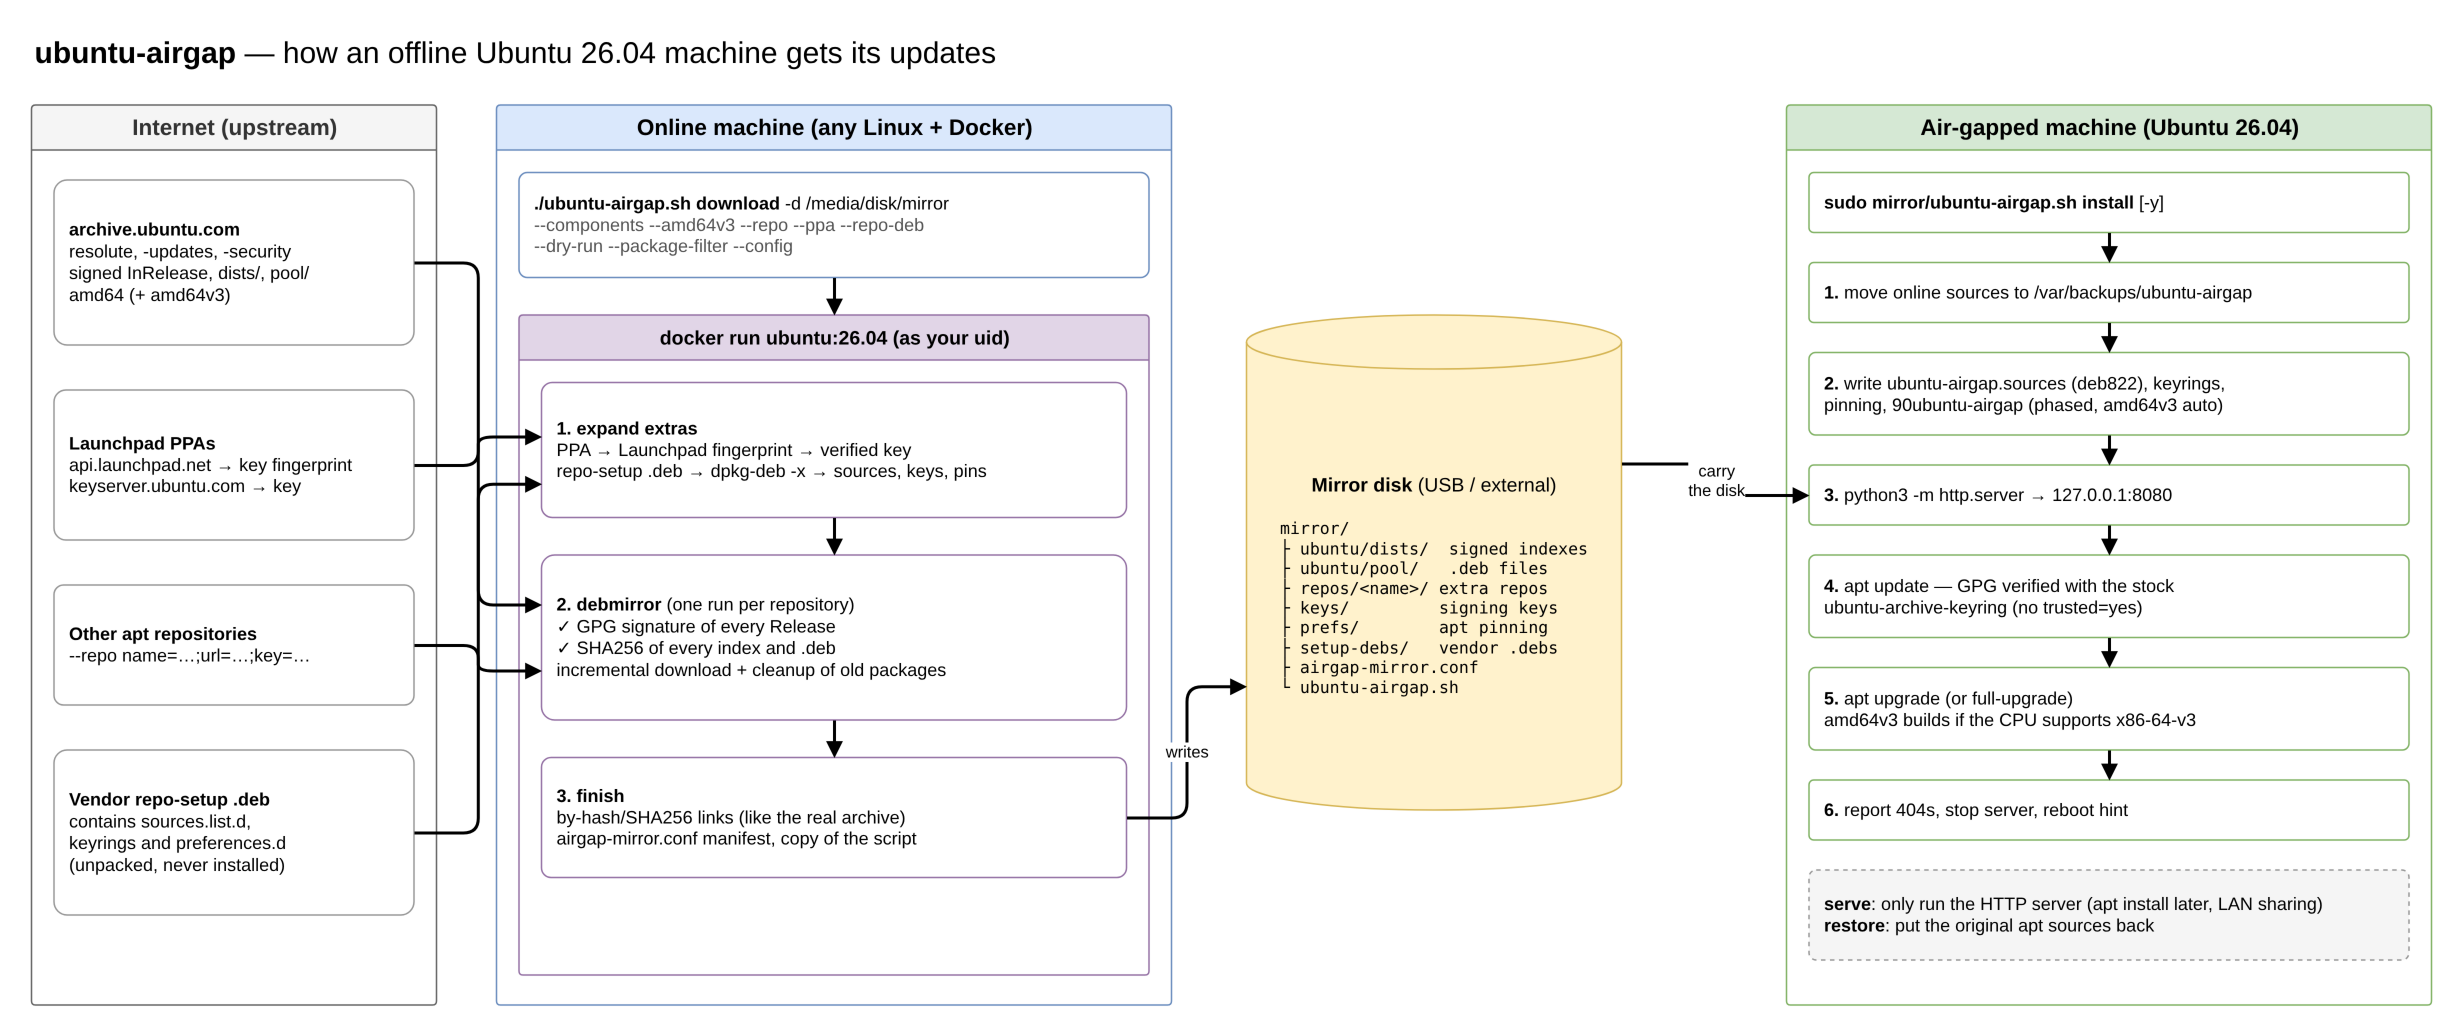 ubuntu-airgap — how an offline Ubuntu 26.04 machine gets its updates
Internet (upstream)
archive.ubuntu.com
resolute, -updates, -security
signed InRelease, dists/, pool/
amd64 (+ amd64v3)
Launchpad PPAs
api.launchpad.net → key fingerprint
keyserver.ubuntu.com → key
Other apt repositories
--repo name=…;url=…;key=…
Vendor repo-setup .deb
contains sources.list.d,
keyrings and preferences.d
(unpacked, never installed)
Online machine (any Linux + Docker)
./ubuntu-airgap.sh download -d /media/disk/mirror
--components --amd64v3 --repo --ppa --repo-deb
--dry-run --package-filter --config
docker run ubuntu:26.04 (as your uid)
1. expand extras
PPA → Launchpad fingerprint → verified key
repo-setup .deb → dpkg-deb -x → sources, keys, pins
2. debmirror (one run per repository)
✓ GPG signature of every Release
✓ SHA256 of every index and .deb
incremental download + cleanup of old packages
3. finish
by-hash/SHA256 links (like the real archive)
airgap-mirror.conf manifest, copy of the script
writes
Mirror disk (USB / external)
mirror/
├ ubuntu/dists/  signed indexes
├ ubuntu/pool/   .deb files
├ repos/<name>/ extra repos
├ keys/         signing keys
├ prefs/        apt pinning
├ setup-debs/   vendor .debs
├ airgap-mirror.conf
└ ubuntu-airgap.sh
carry
the disk
Air-gapped machine (Ubuntu 26.04)
sudo mirror/ubuntu-airgap.sh install [-y]
1. move online sources to /var/backups/ubuntu-airgap
2. write ubuntu-airgap.sources (deb822), keyrings,
pinning, 90ubuntu-airgap (phased, amd64v3 auto)
3. python3 -m http.server → 127.0.0.1:8080
4. apt update — GPG verified with the stock
ubuntu-archive-keyring (no trusted=yes)
5. apt upgrade (or full-upgrade)
amd64v3 builds if the CPU supports x86-64-v3
6. report 404s, stop server, reboot hint
serve: only run the HTTP server (apt install later, LAN sharing)
restore: put the original apt sources back